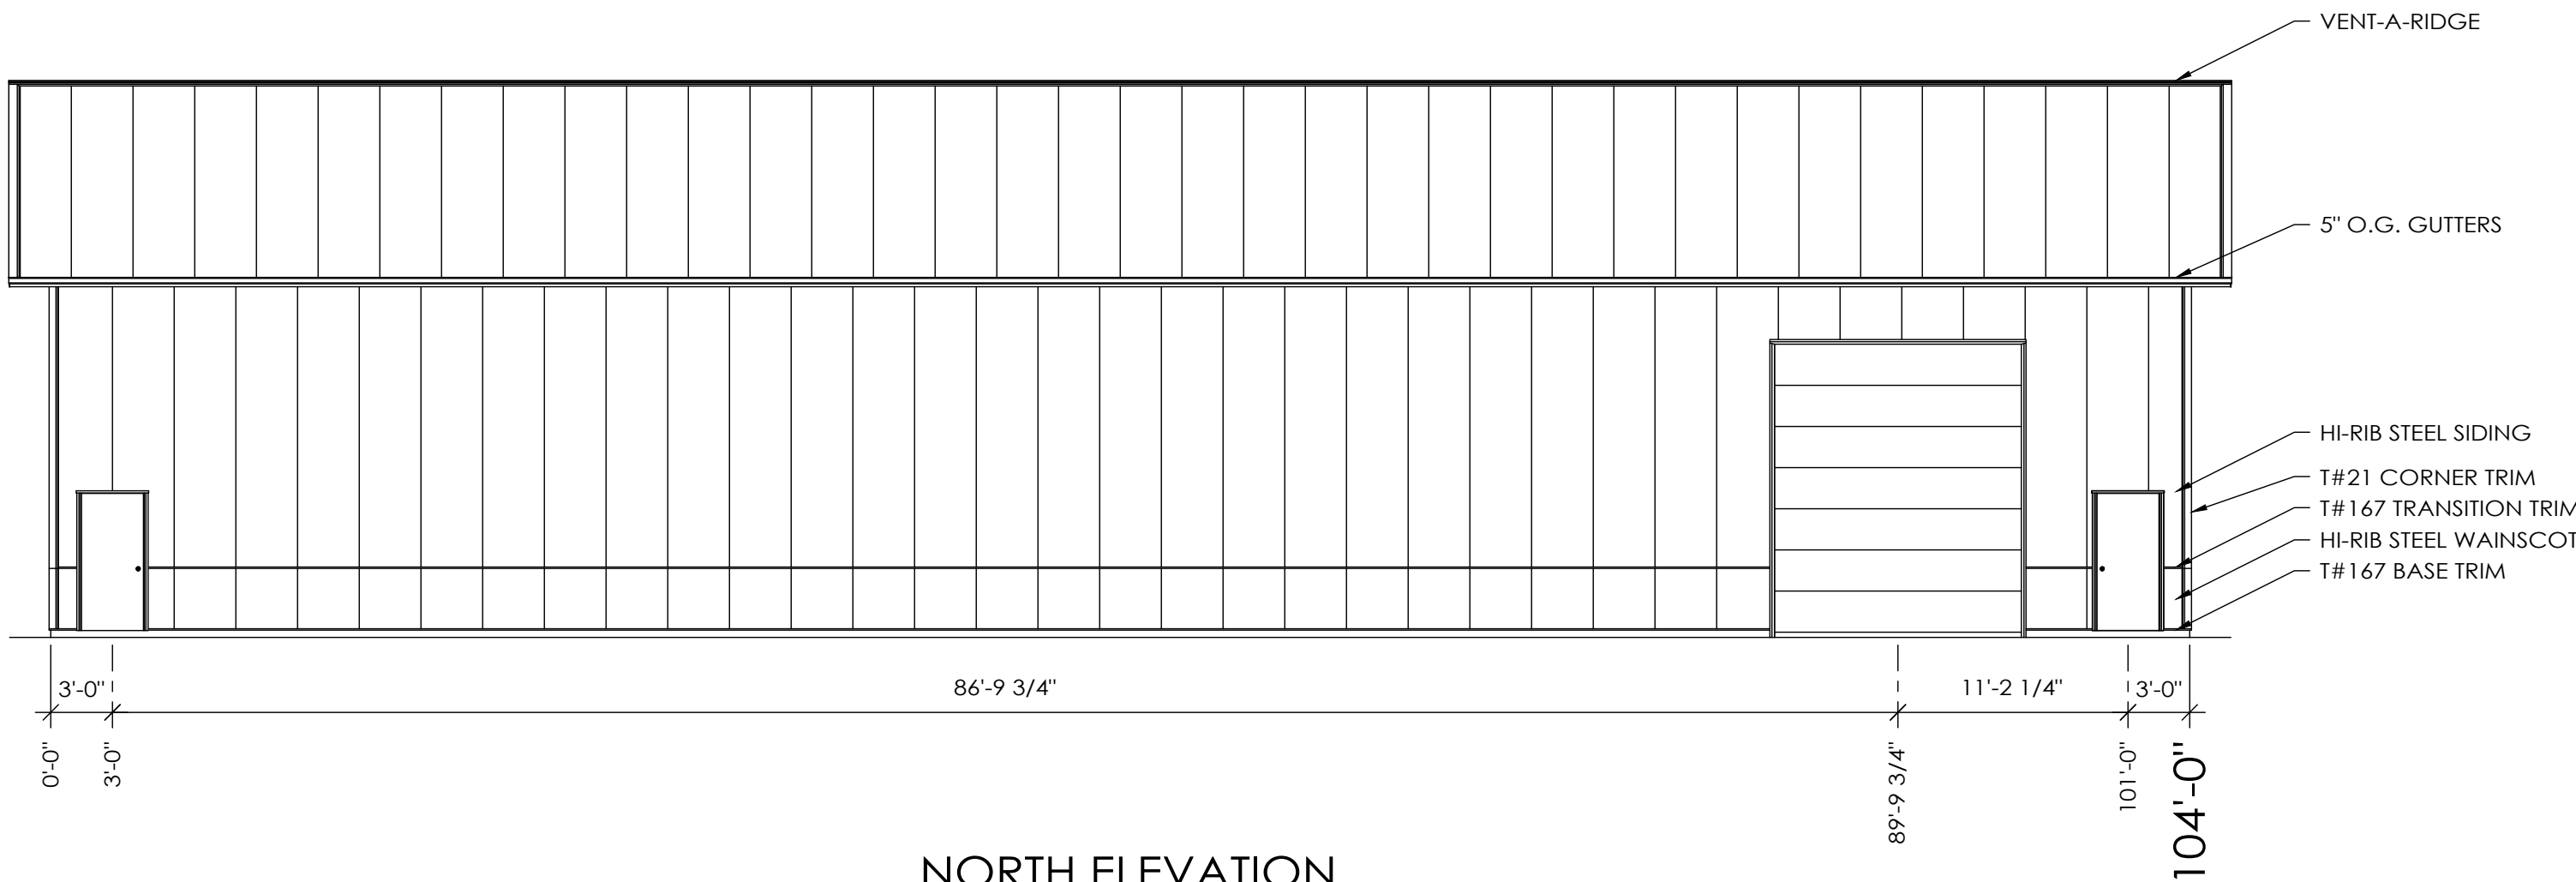 VENT-A-RIDGE
5" O.G. GUTTERS
HI-RIB STEEL SIDING
T#21 CORNER TRIM
T#167 TRANSITION TRIM
HI-RIB STEEL WAINSCOT
T#167 BASE TRIM
3'-0"
86'-9 3/4"
11'-2 1/4"
3'-0"
0'-0"
3'-0"
89'-9 3/4"
101'-0"
104'-0"
NORTH ELEVATION